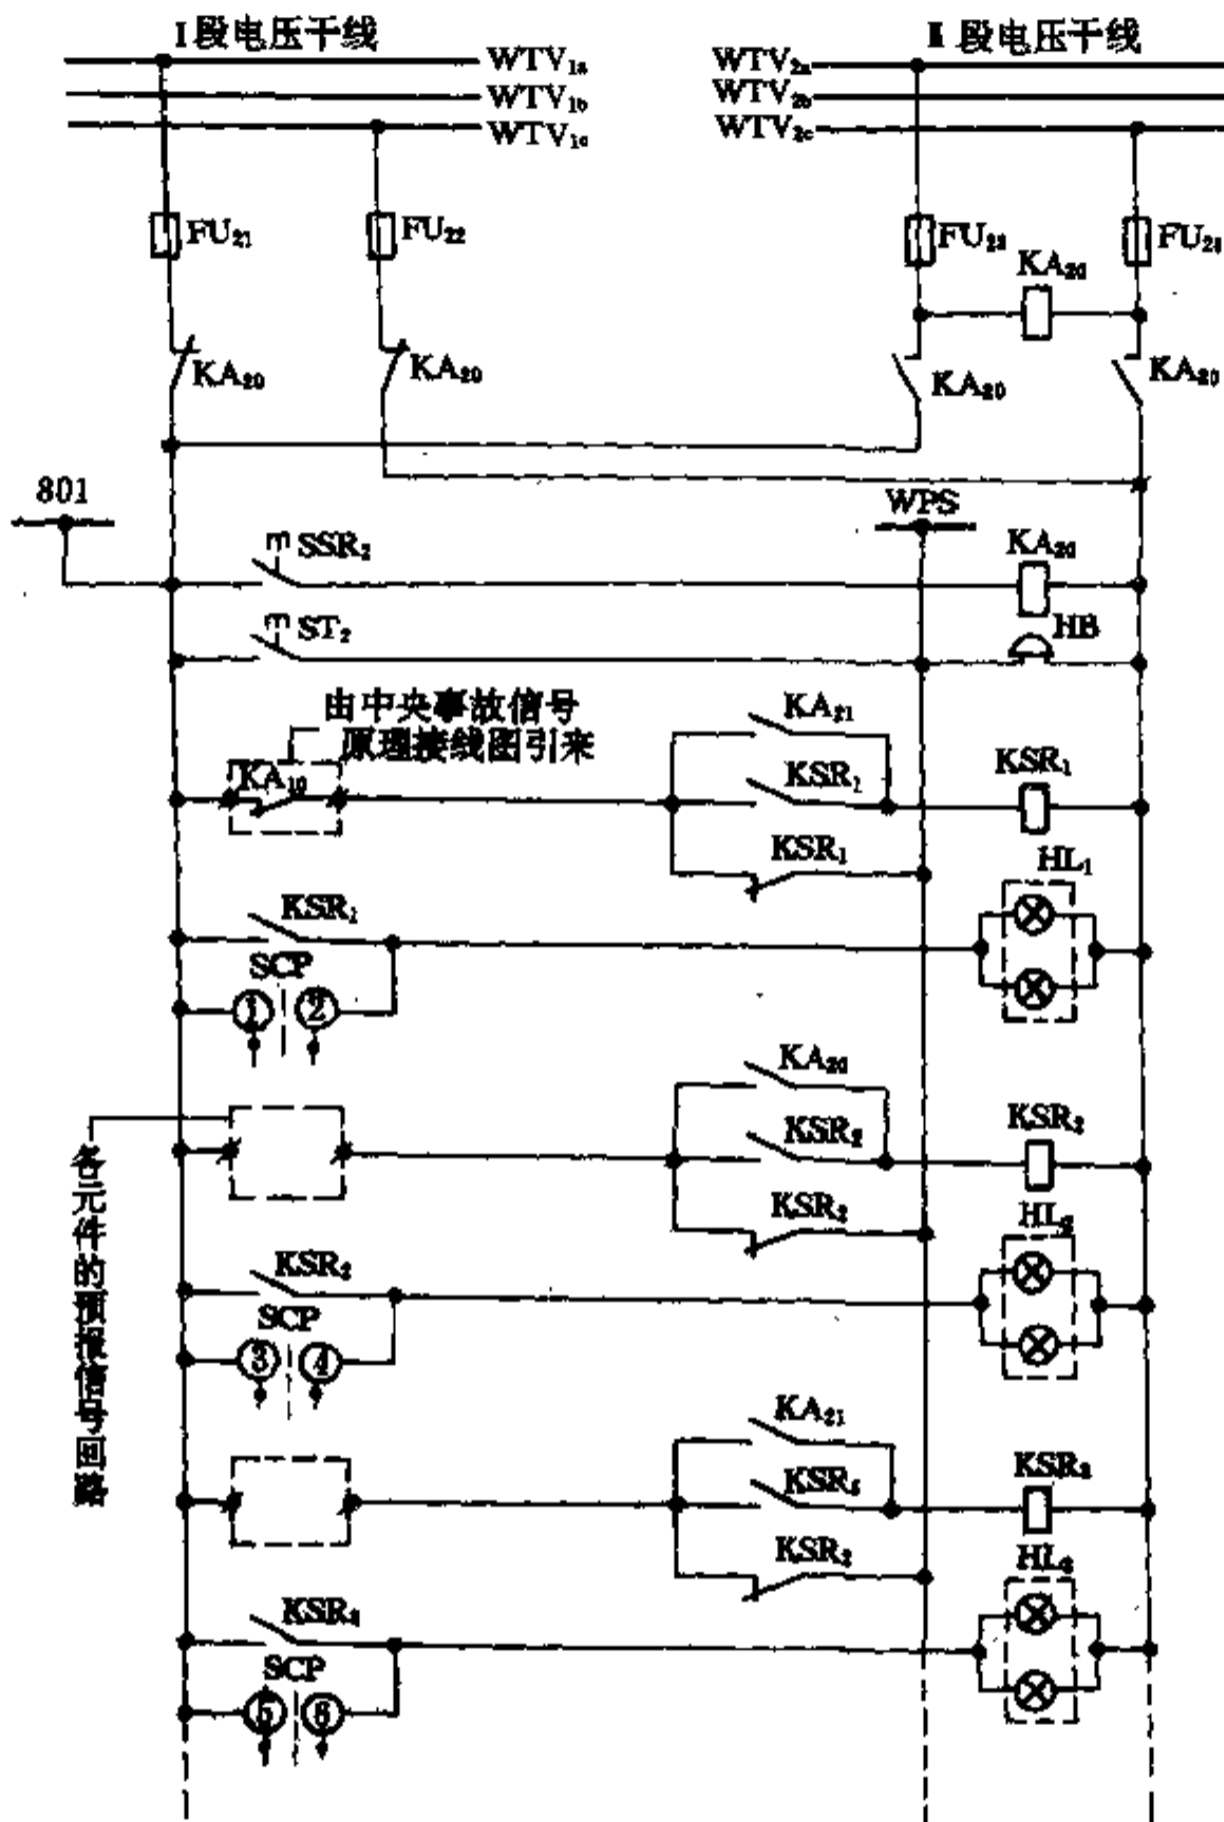 I段电压干线
II段电压干线
WTV₁ₐ
WTV₂ₐ
WTV₁b
WTV₂b
WTV₁c
WTV₂c
FU₂₁
FU₂₂
FU₂₃
FU₂₃
KA₂₀
KA₂₀
KA₂₀
KA₂₀
KA₂₀
801
WPS
SSR₂
KA₂₀
ST₂
HB
由中央事故信号
原理接线图引来
KA₁₀
KA₂₁
KSR₁
KSR₁
KSR₁
HL₁
KSR₁
SCP
① ②
KA₂₀
KSR₂
KSR₂
KSR₂
HL₂
各元件的预告信号回路
KSR₂
SCP
③ ④
KA₂₁
KSR₃
KSR₃
HL₃
KSR₃
SCP
⑤ ⑥